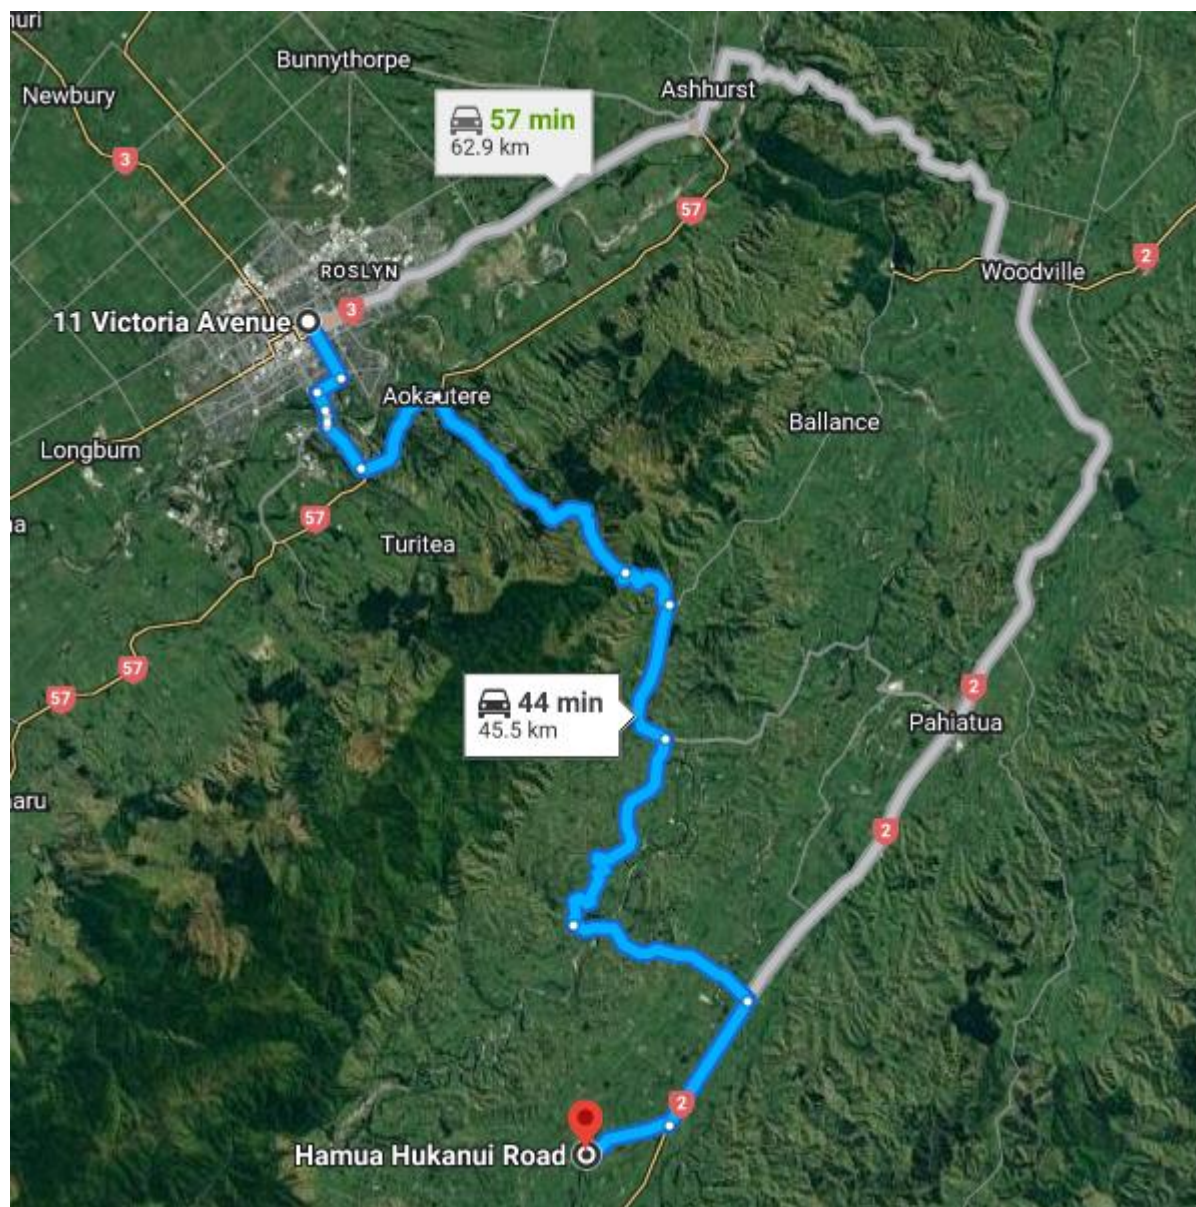 uri
Bunnythorpe
Newbury
Ashhurst
57 min
62.9 km
3
57
ROSLYN
Woodville
2
3
11 Victoria Avenue
Aokautere
Ballance
Longburn
57
a
Turitea
57
57
2
44 min
45.5 km
Pahiatua
aru
2
2
Hamua Hukanui Road